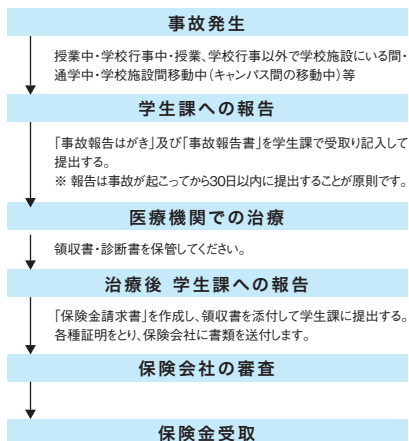 事故発生
授業中・学校行事中・授業、学校行事以外で学校施設にいる間・
通学中・学校施設間移動中(キャンパス間の移動中)等
学生課への報告
「事故報告はがき」及び「事故報告書」を学生課で受取り記入して
提出する。
※ 報告は事故が起こってから30日以内に提出することが原則です。
医療機関での治療
領収書・診断書を保管してください。
治療後 学生課への報告
「保険金請求書」を作成し、領収書を添付して学生課に提出する。
各種証明をとり、保険会社に書類を送付します。
保険会社の審査
保険金受取